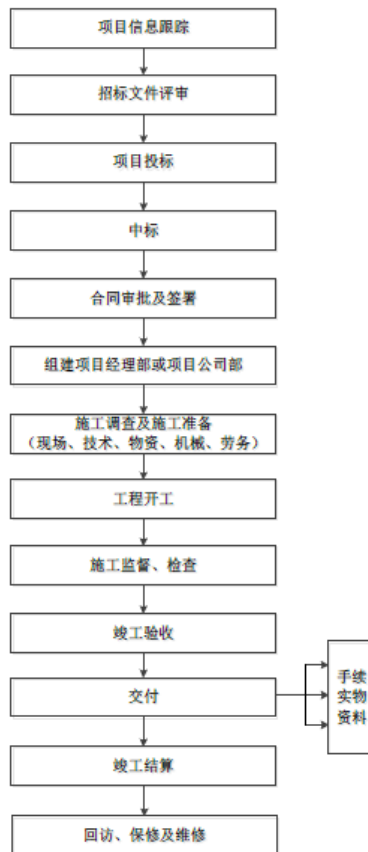 项目信息跟踪
招标文件评审
项目投标
中标
合同审批及签署
组建项目经理部或项目公司部
施工调查及施工准备
（现场、技术、物资、机械、劳务）
工程开工
施工监督、检查
竣工验收
交付
手续
实物
资料
竣工结算
回访、保修及维修